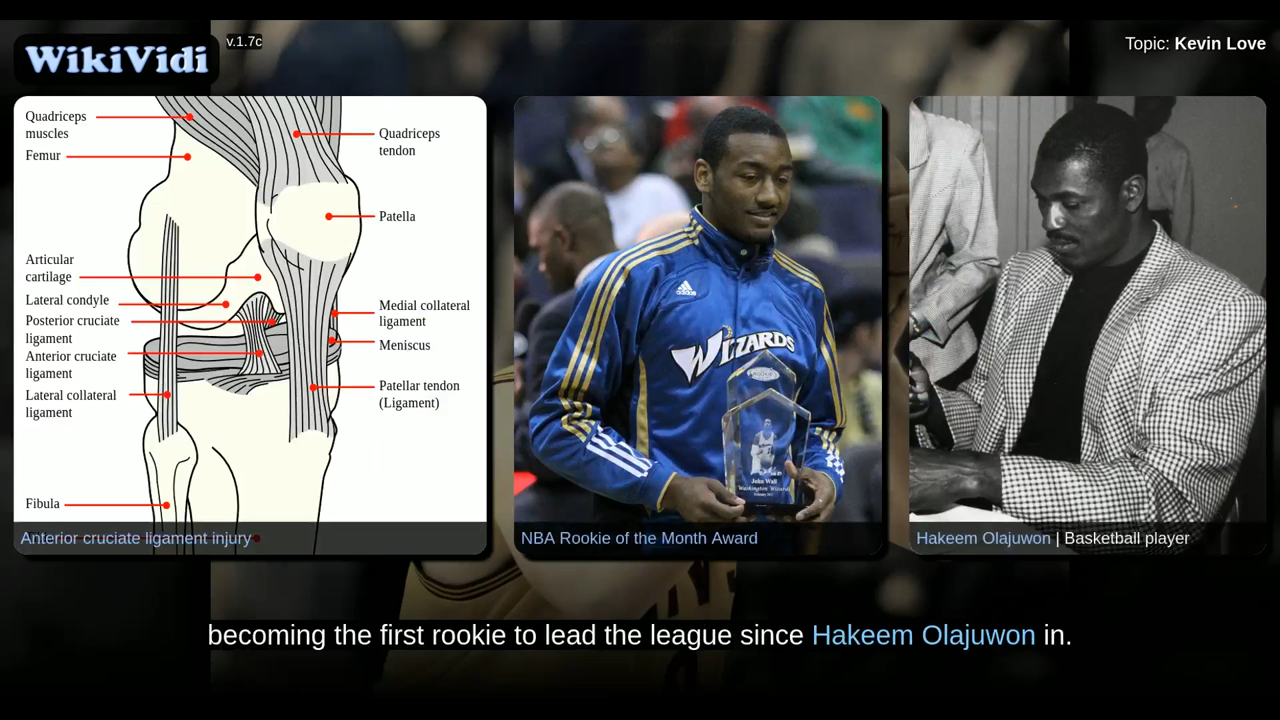 WikiVidi
v.1.7c
Topic: Kevin Love
Quadriceps
muscles
Femur
Articular
cartilage
Lateral condyle
Posterior cruciate
ligament
Anterior cruciate
ligament
Lateral collateral
ligament
Fibula
Quadriceps
tendon
Patella
Medial collateral
ligament
Meniscus
Patellar tendon
(Ligament)
Anterior cruciate ligament injury
WIZARDS
John Wall
Washington Wizards
NBA Rookie of the Month Award
Hakeem Olajuwon | Basketball player
becoming the first rookie to lead the league since Hakeem Olajuwon in.